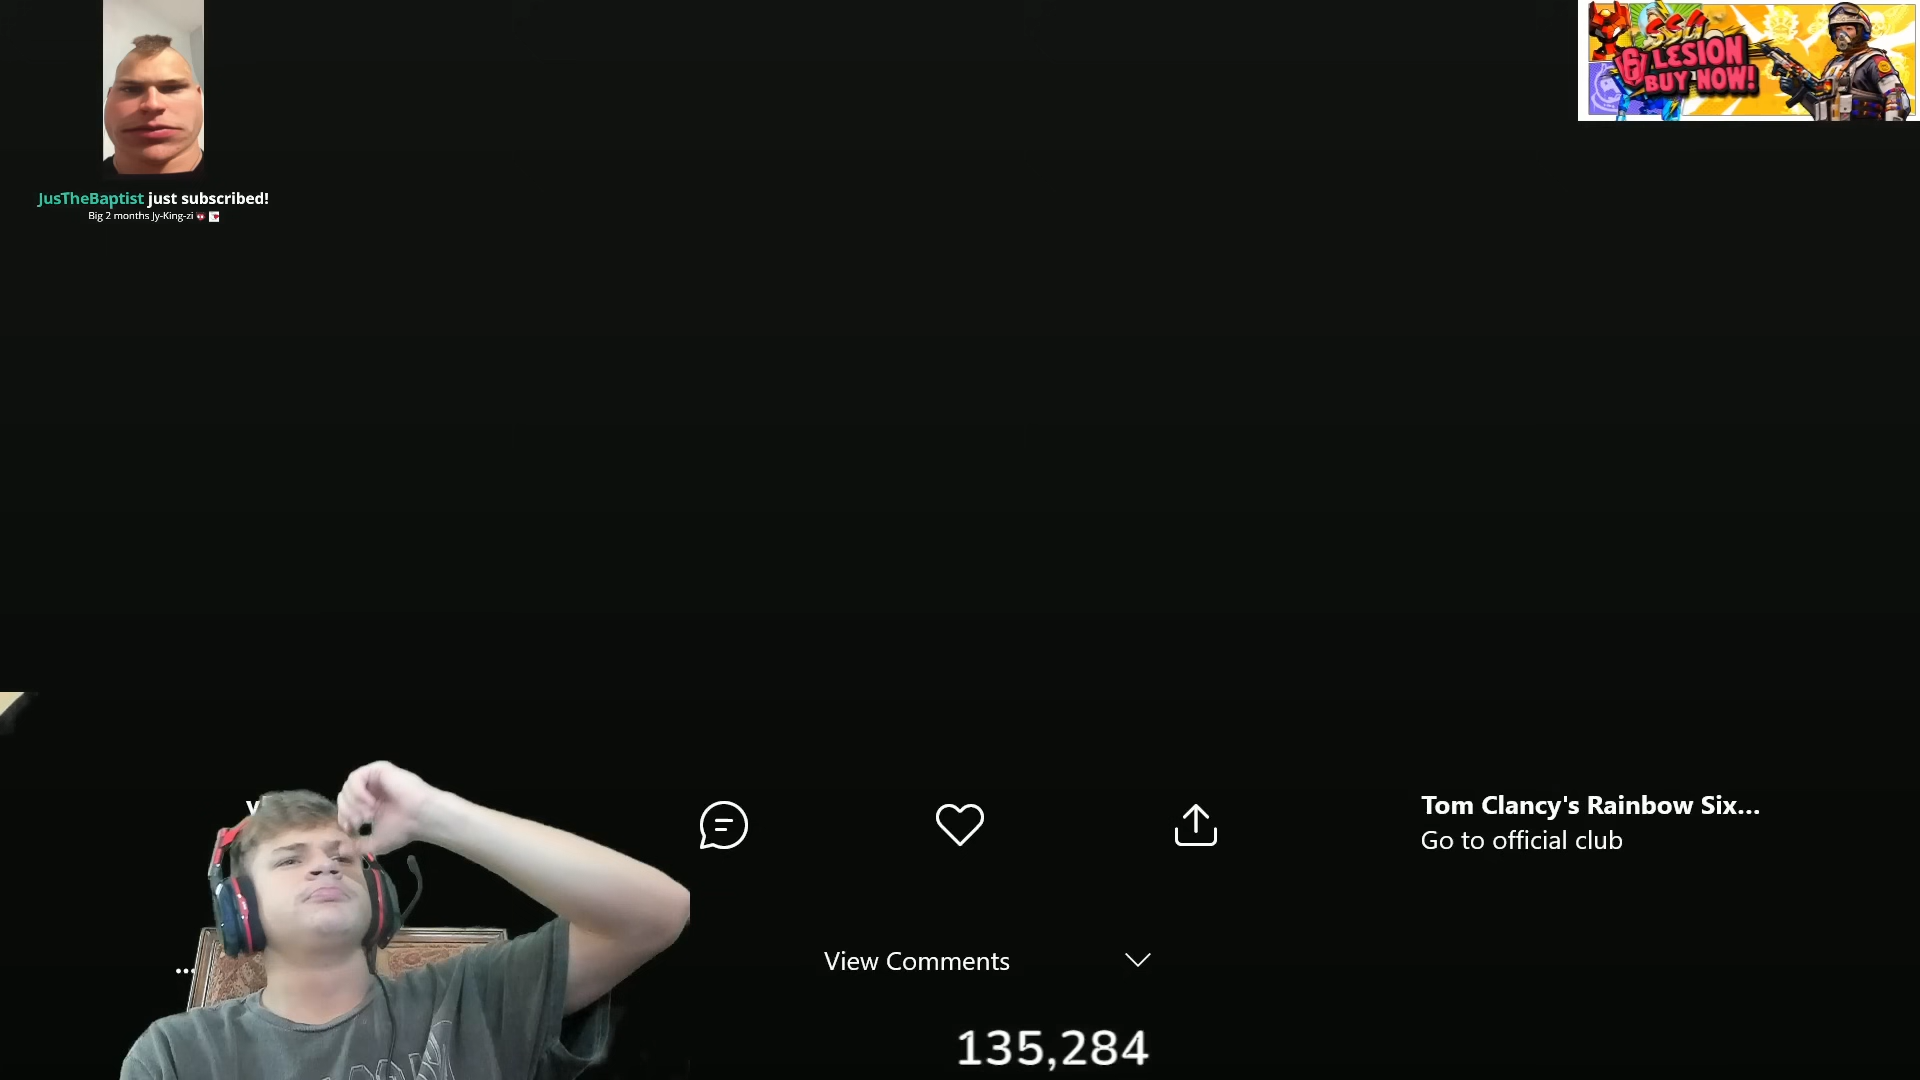 SSG
LESION
BUY NOW!
JusTheBaptist just subscribed!
Big 2 months Jy-King-zi
Tom Clancy's Rainbow Six...
Go to official club
...
View Comments
135,284